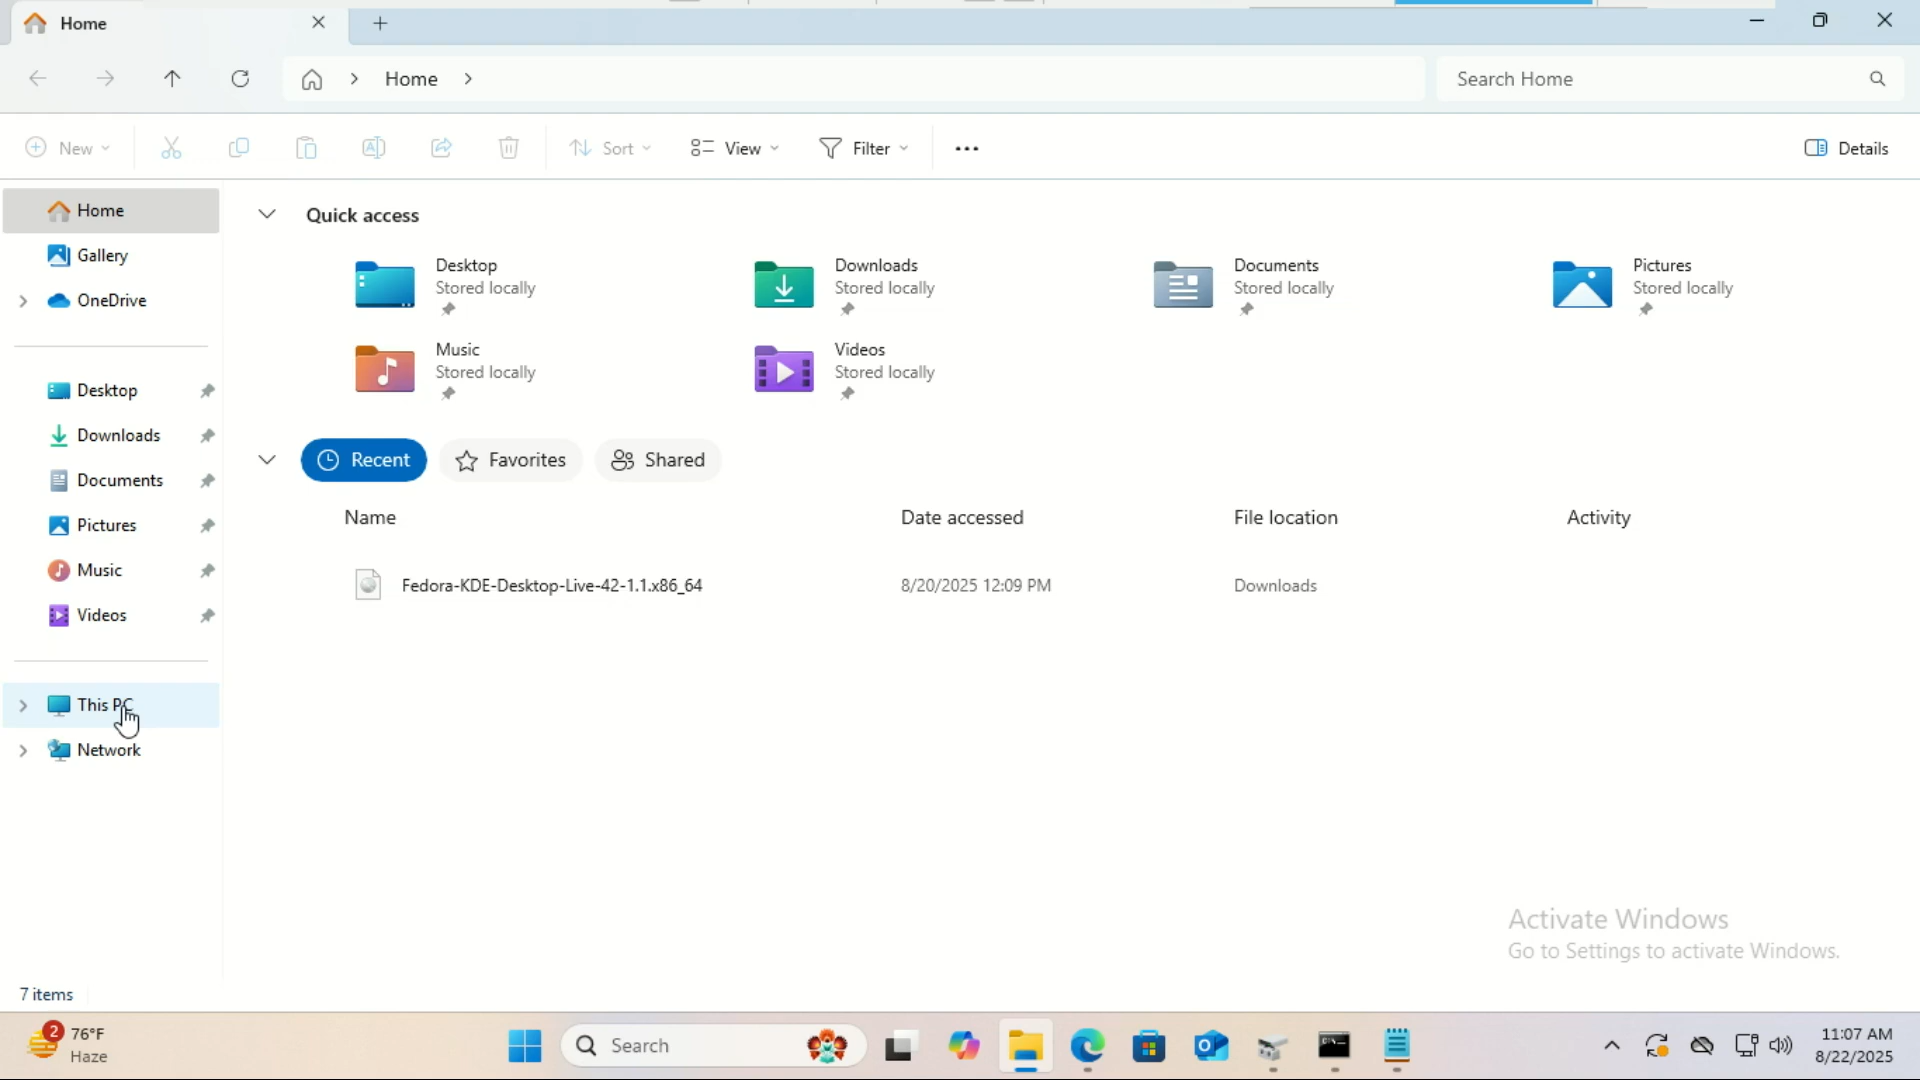 Home
Home
Search Home
New
Sort
View
Filter
Details
Home
Gallery
OneDrive
Desktop
Downloads
Documents
Pictures
Music
Videos
This PC
Network
Quick access
Desktop
Stored locally
Downloads
Stored locally
Documents
Stored locally
Pictures
Stored locally
Music
Stored locally
Videos
Stored locally
Recent
Favorites
Shared
Name
Date accessed
File location
Activity
Fedora-KDE-Desktop-Live-42-1.1.x86_64
8/20/2025 12:09 PM
Downloads
Activate Windows
Go to Settings to activate Windows.
7 items
2
76°F
Haze
Search
11:07 AM
8/22/2025